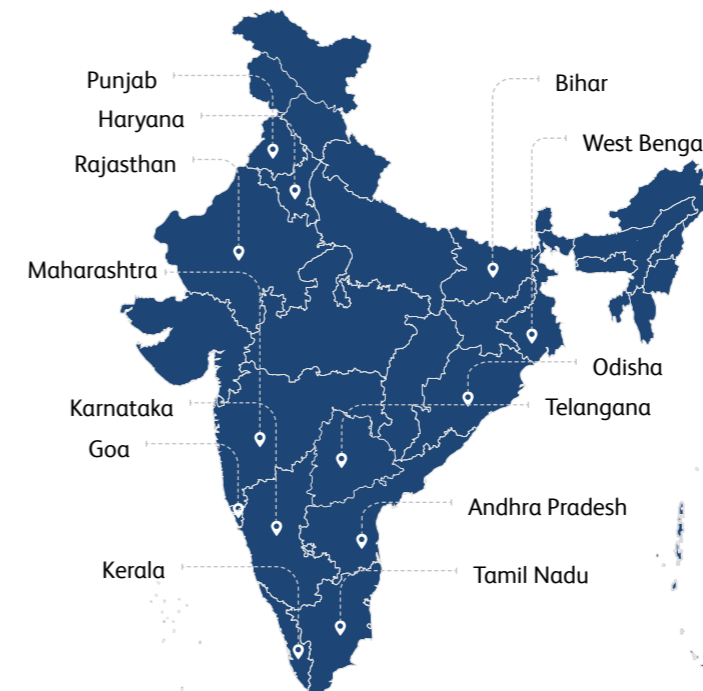 Punjab
Bihar
Haryana
West Benga
Rajasthan
Maharashtra
Odisha
Karnataka
Telangana
Goa
Andhra Pradesh
Kerala
Tamil Nadu